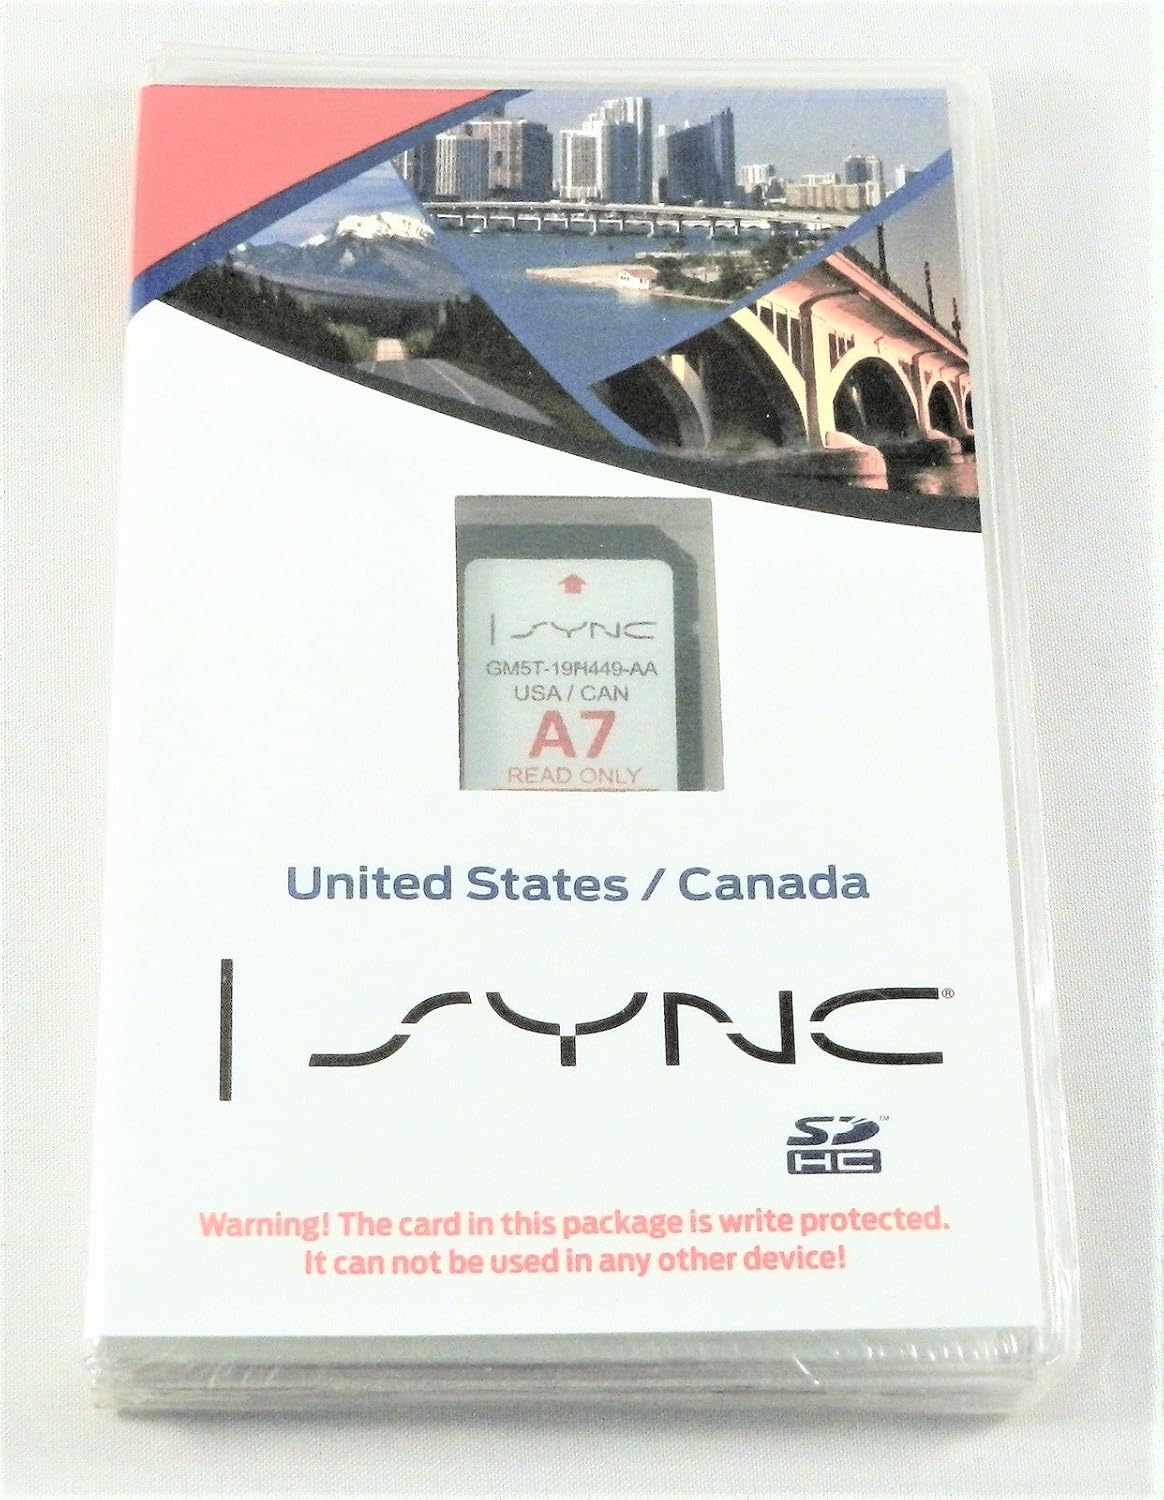 SYNC
GM5T-19H449-AA
USA / CAN
A7
READ ONLY
United States / Canada
SYNC®
SD™
HC
Warning! The card in this package is write protected.
It can not be used in any other device!